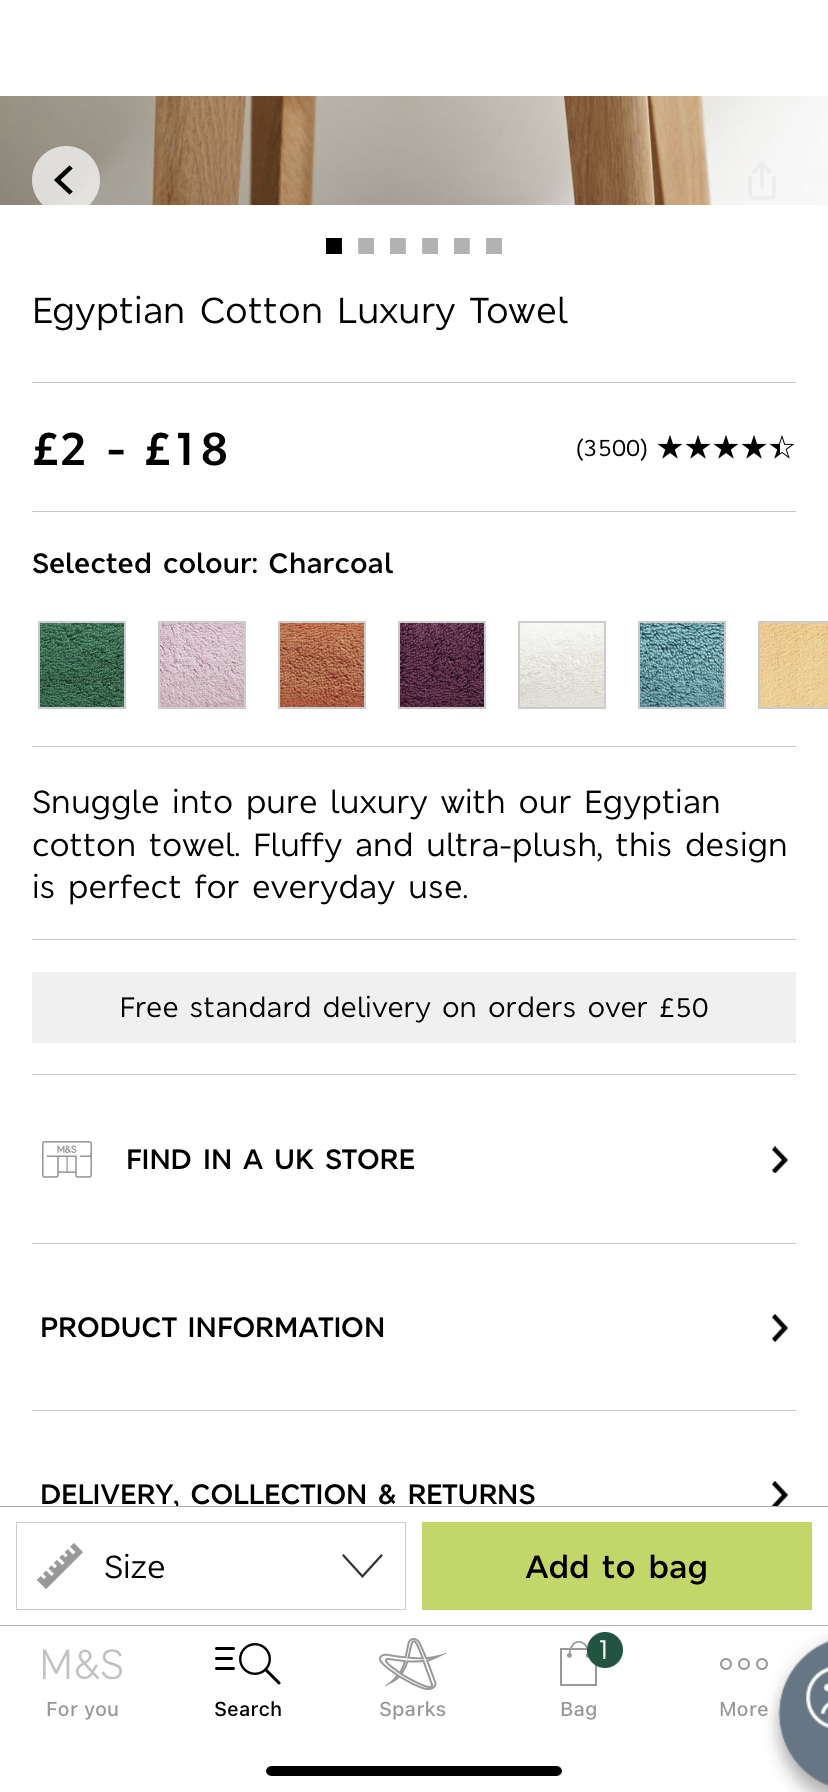 Egyptian Cotton Luxury Towel
£2 - £18
(3500)
Selected colour: Charcoal
Snuggle into pure luxury with our Egyptian
cotton towel. Fluffy and ultra-plush, this design
is perfect for everyday use.
Free standard delivery on orders over £50
M&S
FIND IN A UK STORE
PRODUCT INFORMATION
DELIVERY, COLLECTION & RETURNS
Size
Add to bag
M&S
1
For you
Search
Sparks
Bag
More